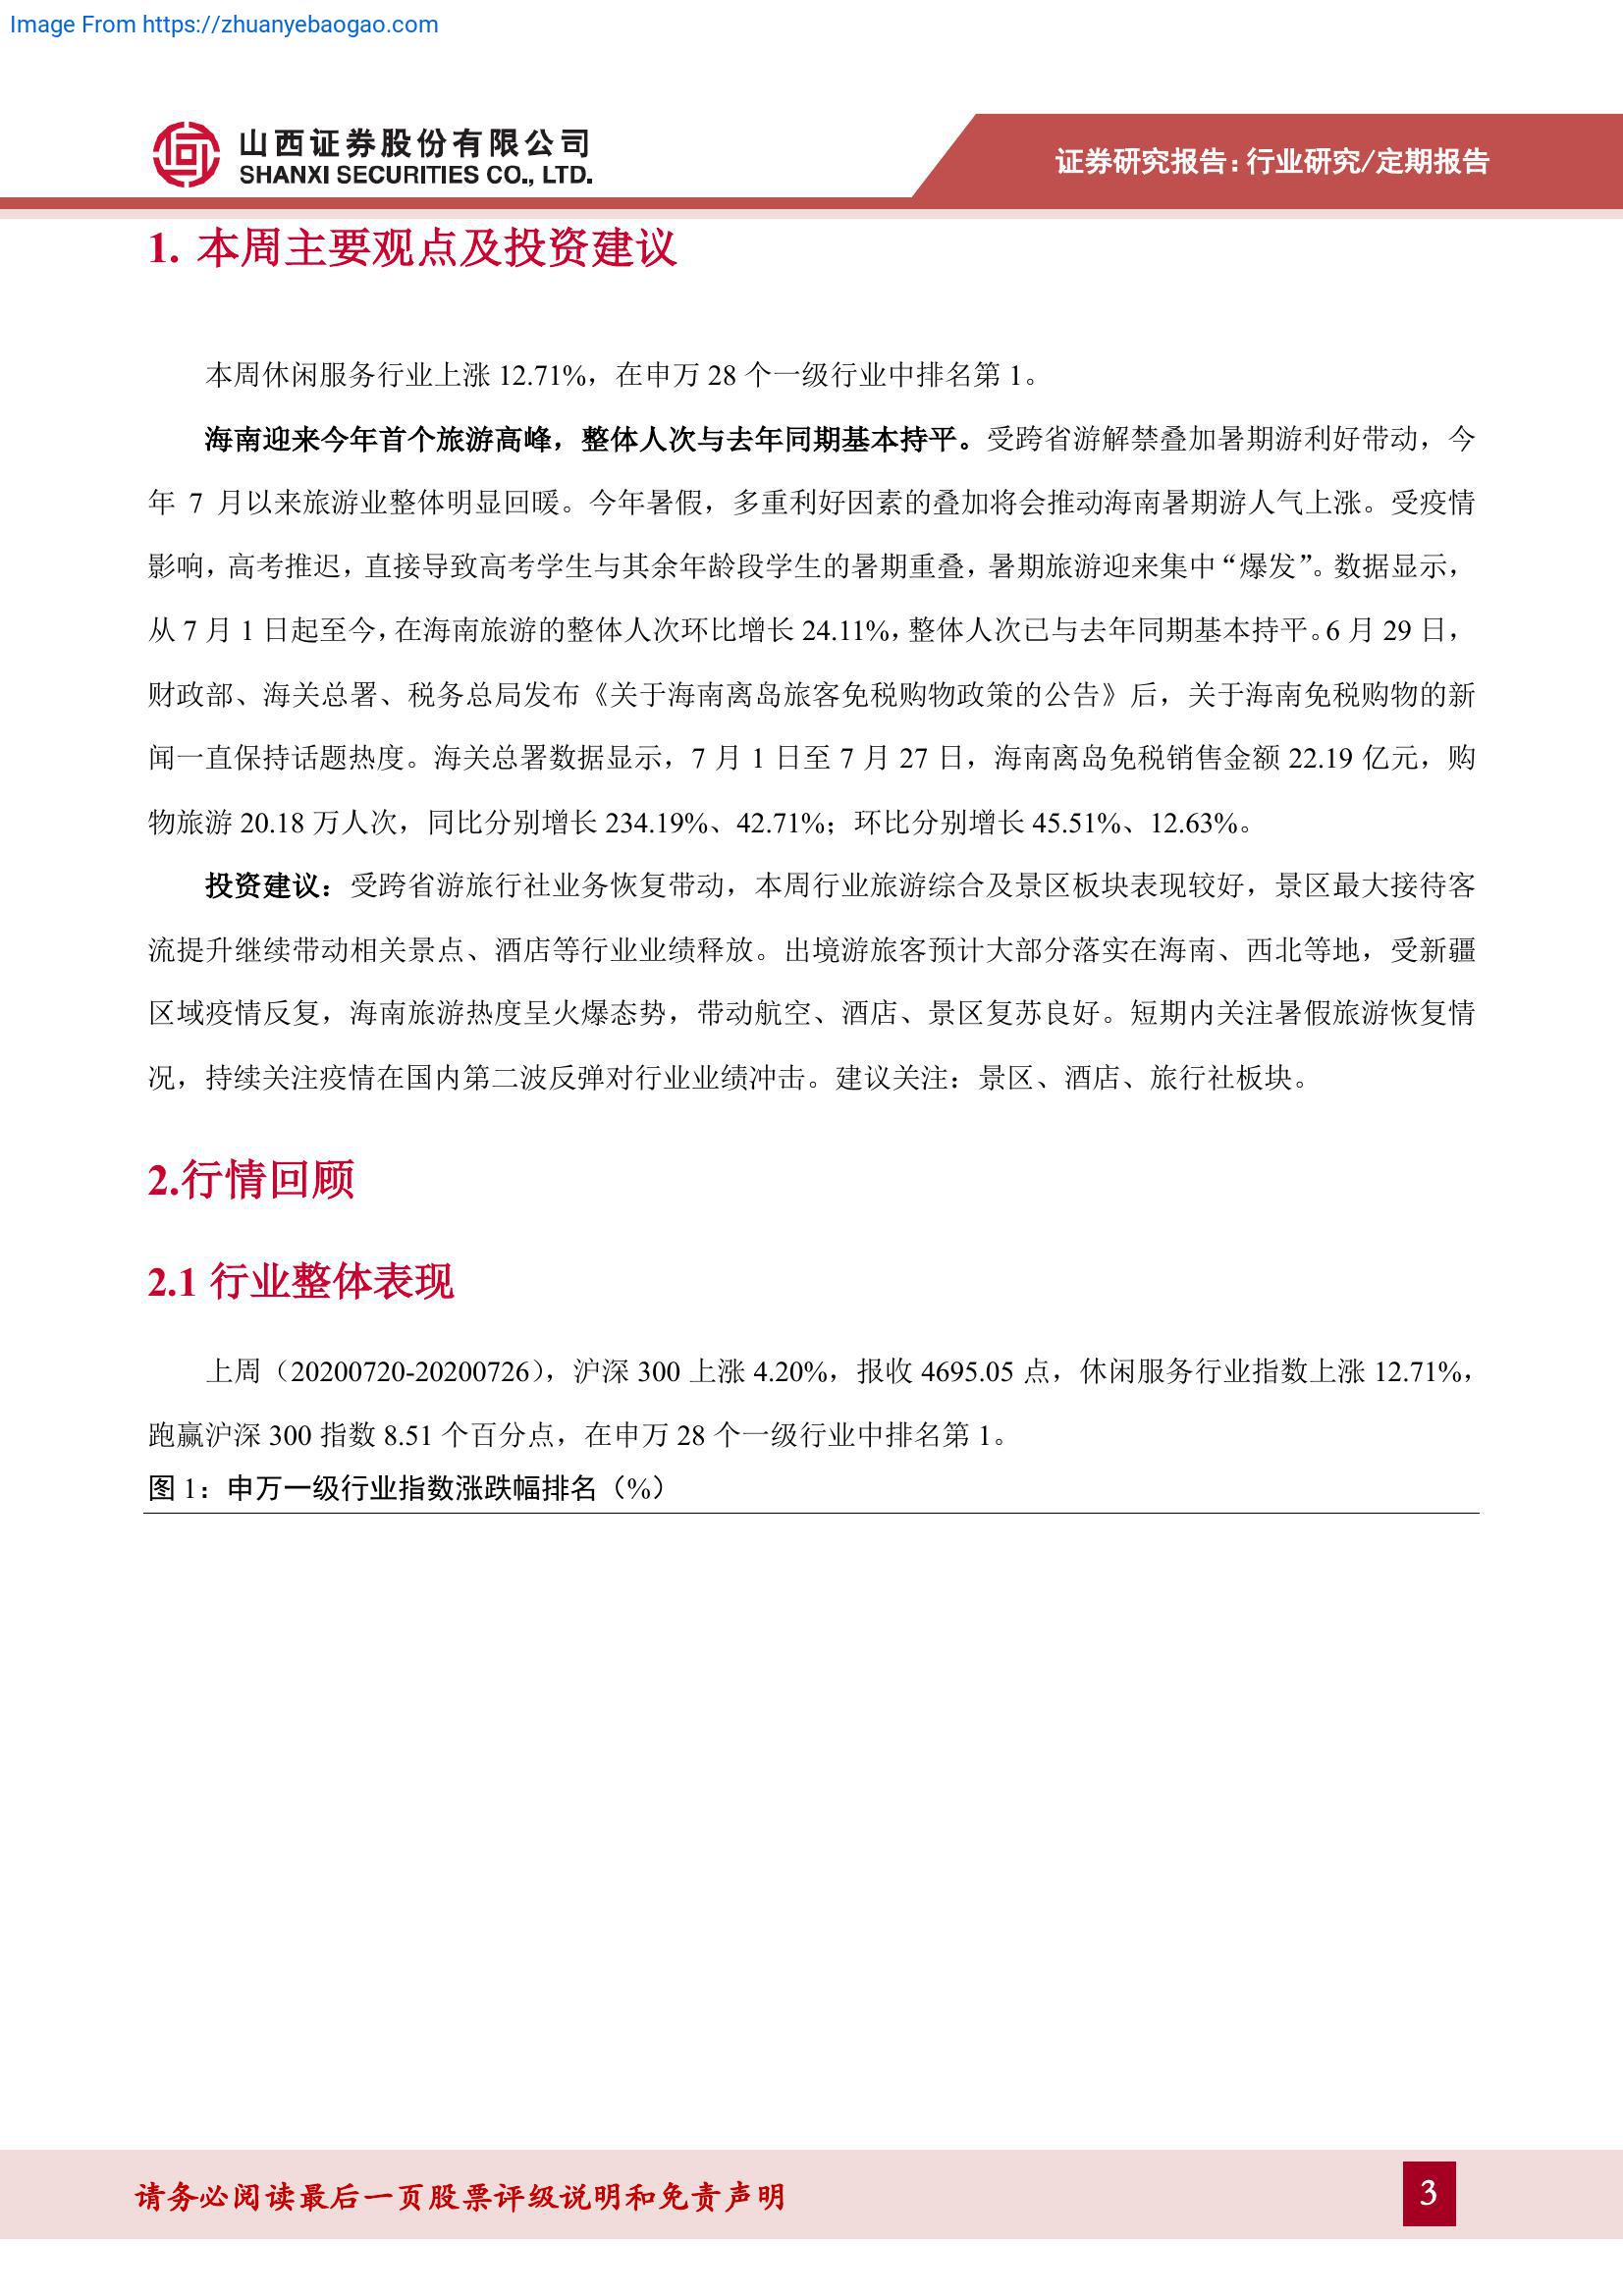 Image From https://zhuanyebaogao.com
山西证券股份有限公司
SHANXI SECURITIES CO., LTD.
证券研究报告：行业研究/定期报告
1. 本周主要观点及投资建议
本周休闲服务行业上涨 12.71%，在申万 28 个一级行业中排名第 1。
海南迎来今年首个旅游高峰，整体人次与去年同期基本持平。受跨省游解禁叠加暑期游利好带动，今
年 7 月以来旅游业整体明显回暖。今年暑假，多重利好因素的叠加将会推动海南暑期游人气上涨。受疫情
影响，高考推迟，直接导致高考学生与其余年龄段学生的暑期重叠，暑期旅游迎来集中“爆发”。数据显示，
从 7 月 1 日起至今，在海南旅游的整体人次环比增长 24.11%，整体人次已与去年同期基本持平。6 月 29 日，
财政部、海关总署、税务总局发布《关于海南离岛旅客免税购物政策的公告》后，关于海南免税购物的新
闻一直保持话题热度。海关总署数据显示，7 月 1 日至 7 月 27 日，海南离岛免税销售金额 22.19 亿元，购
物旅游 20.18 万人次，同比分别增长 234.19%、42.71%；环比分别增长 45.51%、12.63%。
投资建议：受跨省游旅行社业务恢复带动，本周行业旅游综合及景区板块表现较好，景区最大接待客
流提升继续带动相关景点、酒店等行业业绩释放。出境游旅客预计大部分落实在海南、西北等地，受新疆
区域疫情反复，海南旅游热度呈火爆态势，带动航空、酒店、景区复苏良好。短期内关注暑假旅游恢复情
况，持续关注疫情在国内第二波反弹对行业业绩冲击。建议关注：景区、酒店、旅行社板块。
2.行情回顾
2.1 行业整体表现
上周（20200720-20200726），沪深 300 上涨 4.20%，报收 4695.05 点，休闲服务行业指数上涨 12.71%，
跑赢沪深 300 指数 8.51 个百分点，在申万 28 个一级行业中排名第 1。
图 1：申万一级行业指数涨跌幅排名（%）
请务必阅读最后一页股票评级说明和免责声明
3